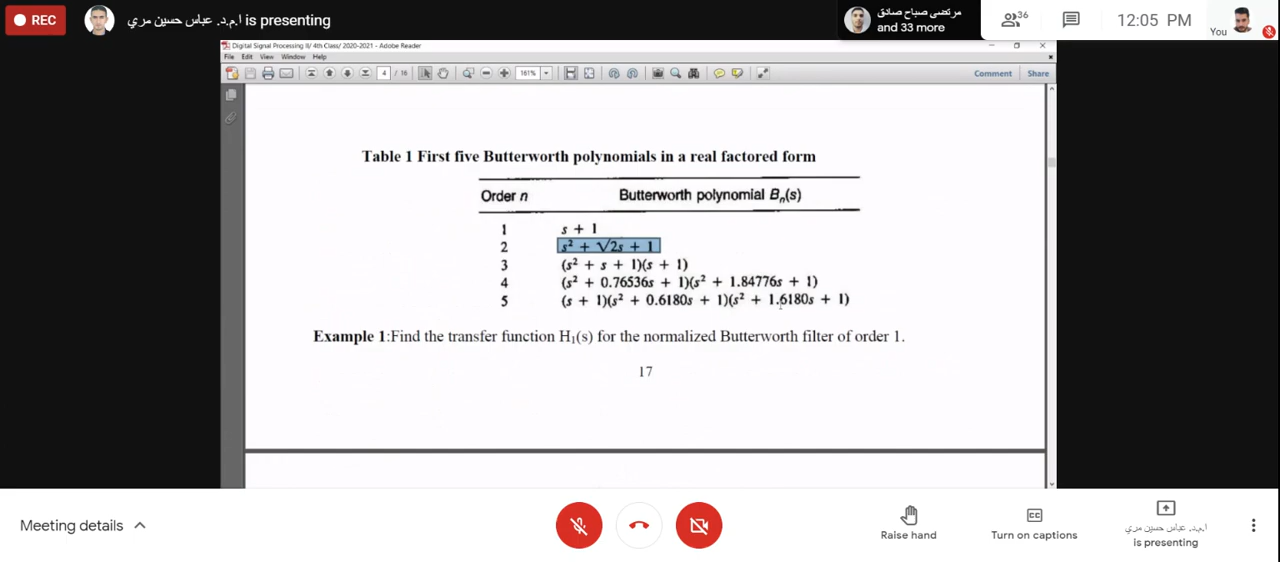 REC
ا.م.د. عباس حسين مري is presenting
مرتضى صباح صادق
and 33 more
36
You
12:05 PM
Digital Signal Processing II/ 4th Class/ 2020-2021 - Adobe Reader
File Edit View Window Help
4 / 16
161%
Comment Share
Table 1 First five Butterworth polynomials in a real factored form
Order n Butterworth polynomial Bₙ(s)
1 s + 1
2 s² + √2s + 1
3 (s² + s + 1)(s + 1)
4 (s² + 0.76536s + 1)(s² + 1.84776s + 1)
5 (s + 1)(s² + 0.6180s + 1)(s² + 1.6180s + 1)
Example 1:Find the transfer function H₁(s) for the normalized Butterworth filter of order 1.
17
Meeting details
Raise hand
CC
Turn on captions
ا.م.د. عباس حسين مري
is presenting